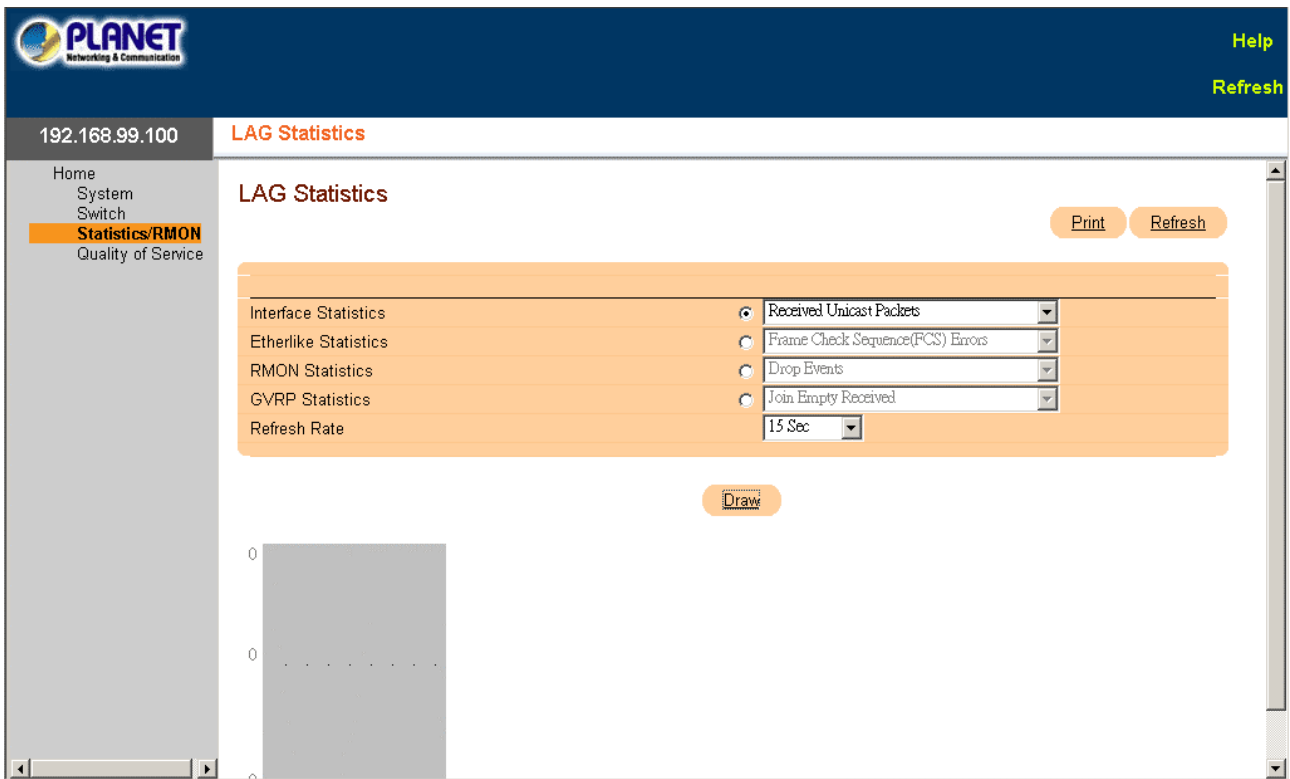 PLANET
Networking & Communication
Help
Refresh
192.168.99.100
LAG Statistics
Home
System
Switch
Statistics/RMON
Quality of Service
LAG Statistics
Print Refresh
Interface Statistics Received Unicast Packets
Etherlike Statistics Frame Check Sequence(FCS) Errors
RMON Statistics Drop Events
GVRP Statistics Join Empty Received
Refresh Rate 15 Sec
Draw
0
0
0